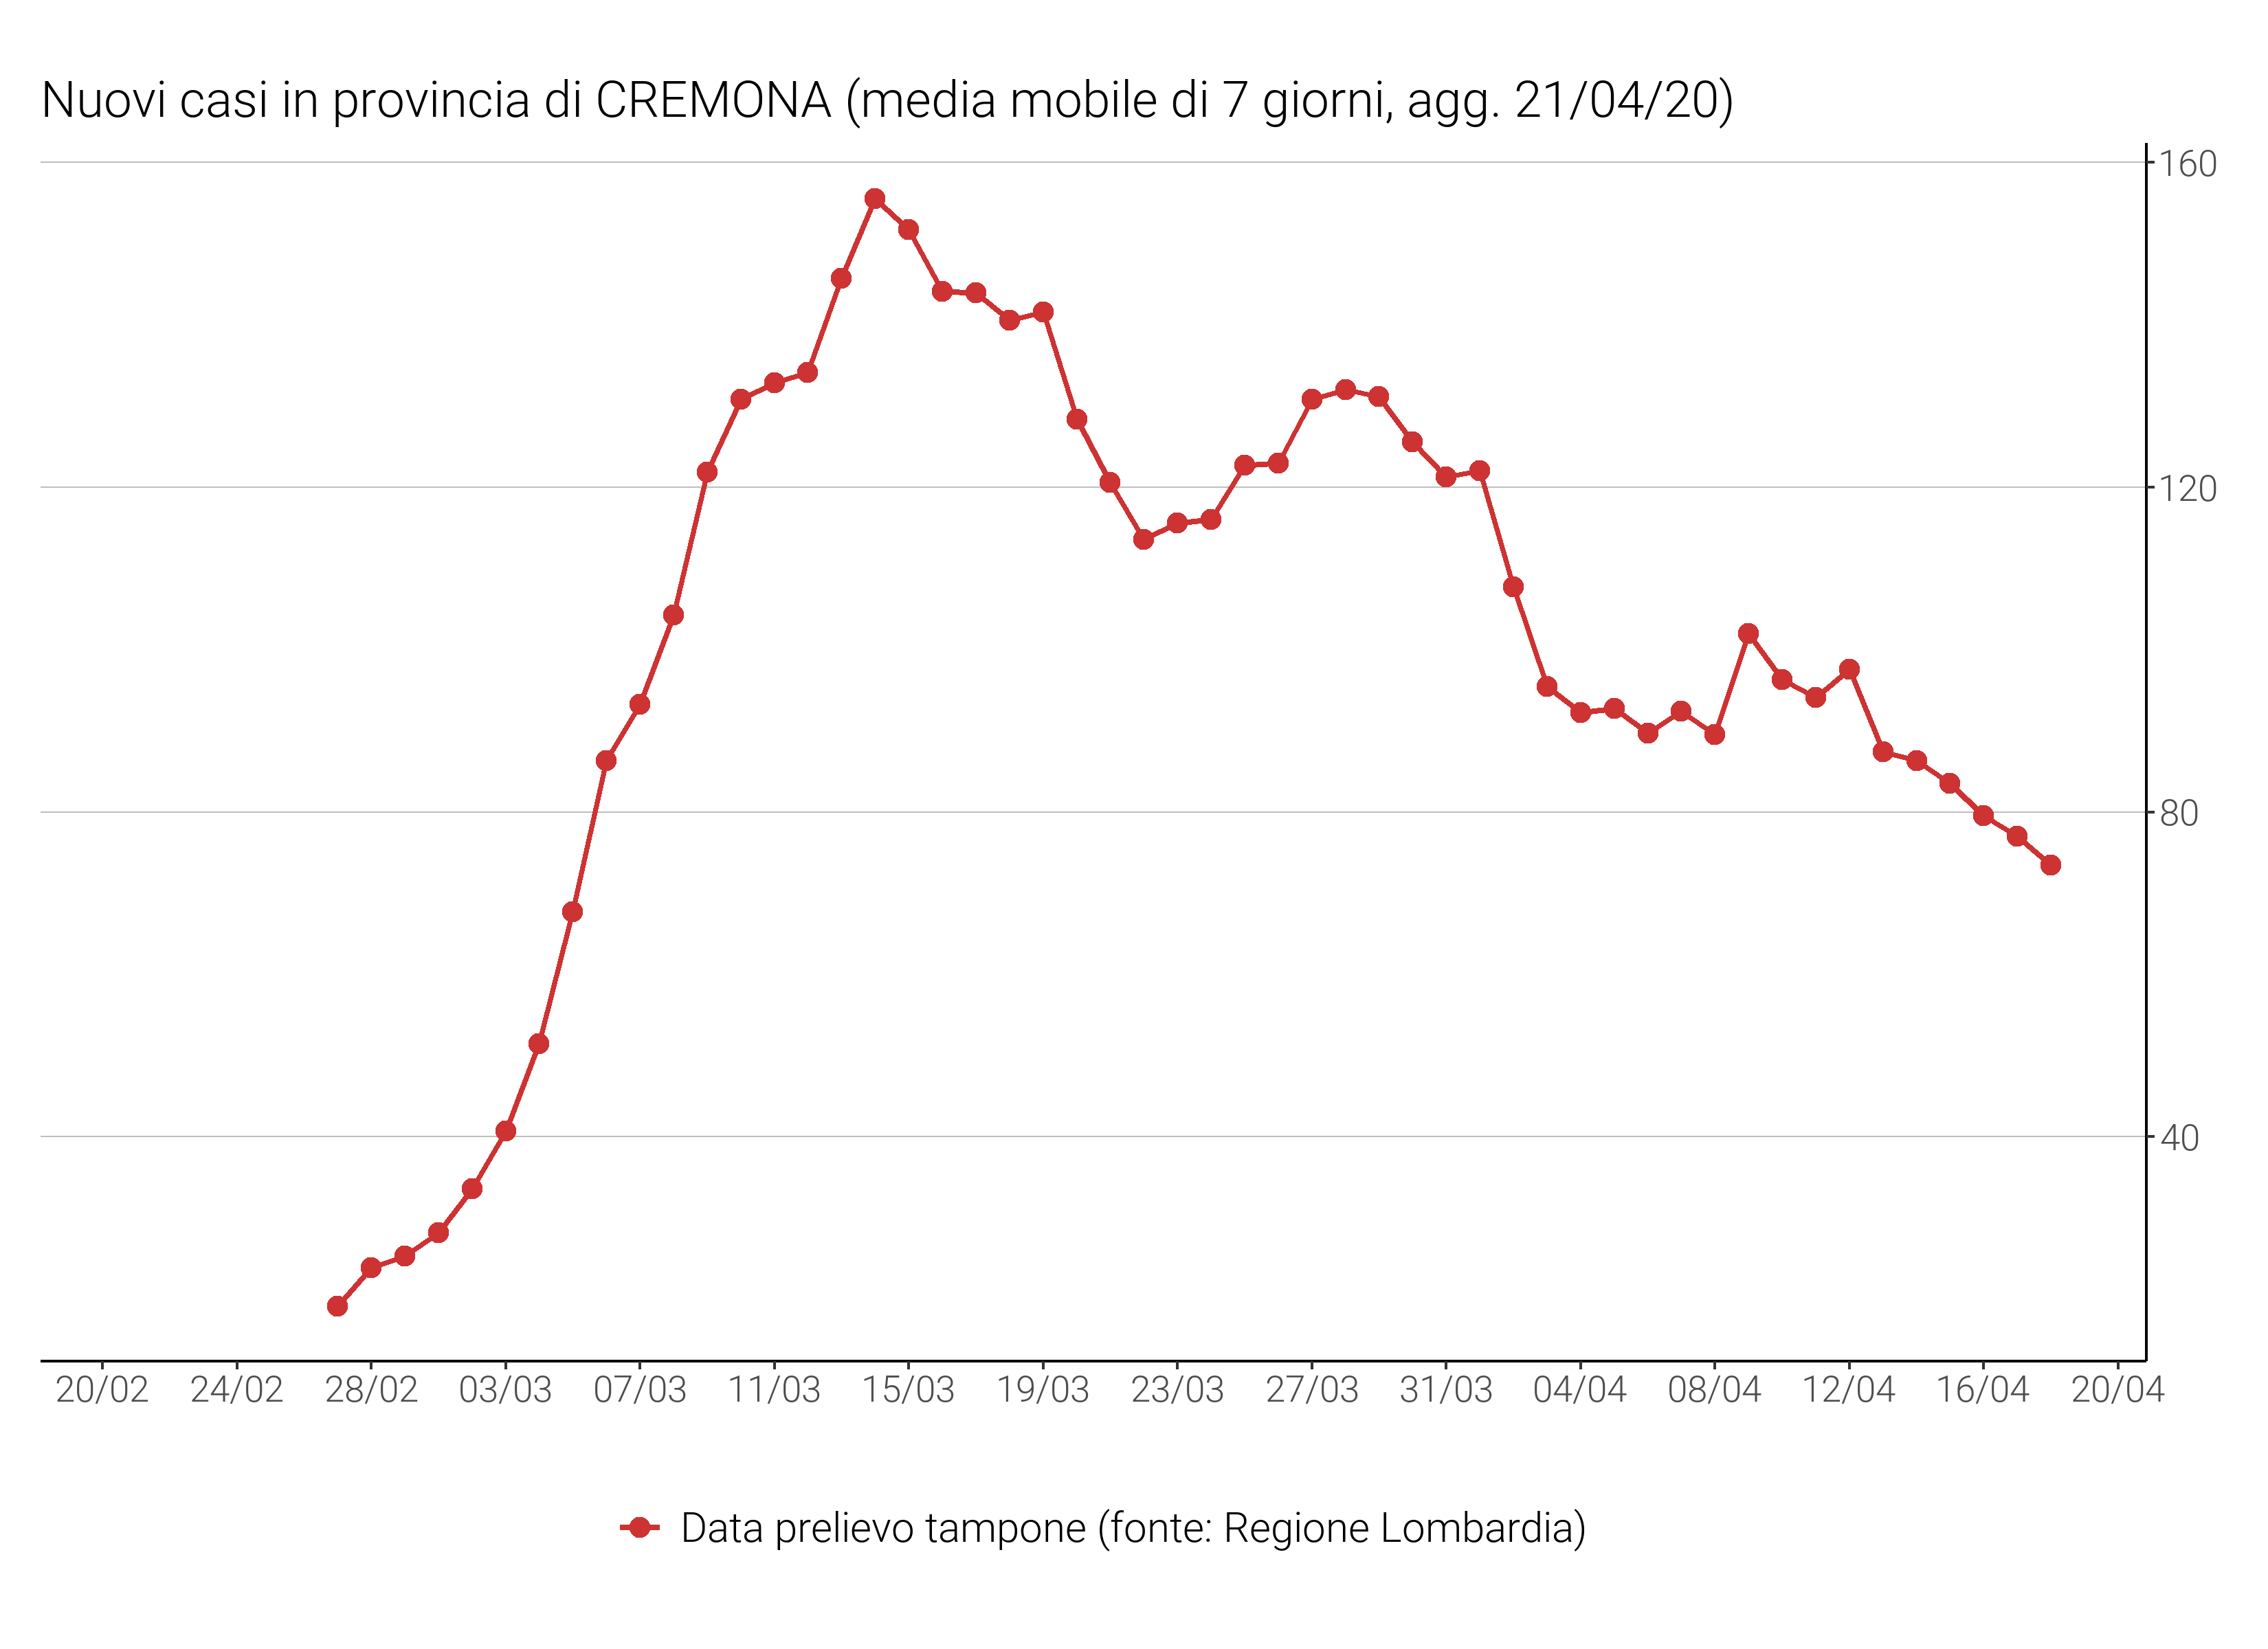 Nuovi casi in provincia di CREMONA (media mobile di 7 giorni, agg. 21/04/20)
160
120
80
40
20/02 24/02 28/02 03/03 07/03 11/03 15/03 19/03 23/03 27/03 31/03 04/04 08/04 12/04 16/04 20/04
Data prelievo tampone (fonte: Regione Lombardia)